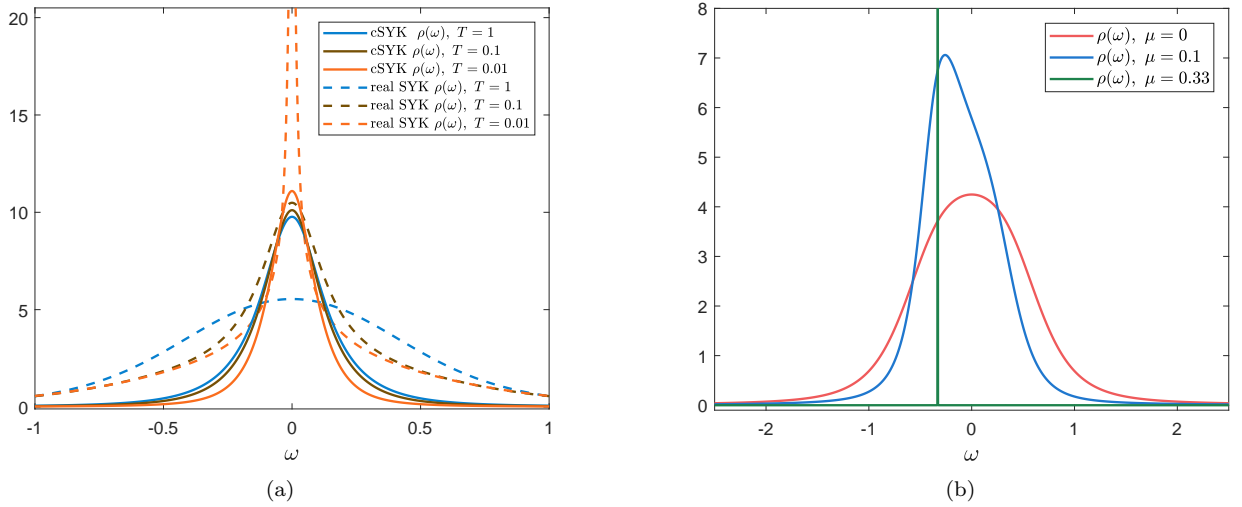 20
15
10
5
0
-1
-0.5
0
0.5
1
ω
cSYK ρ(ω), T = 1
cSYK ρ(ω), T = 0.1
cSYK ρ(ω), T = 0.01
real SYK ρ(ω), T = 1
real SYK ρ(ω), T = 0.1
real SYK ρ(ω), T = 0.01
(a)
8
7
6
5
4
3
2
1
0
-2
-1
0
1
2
ω
ρ(ω), μ = 0
ρ(ω), μ = 0.1
ρ(ω), μ = 0.33
(b)